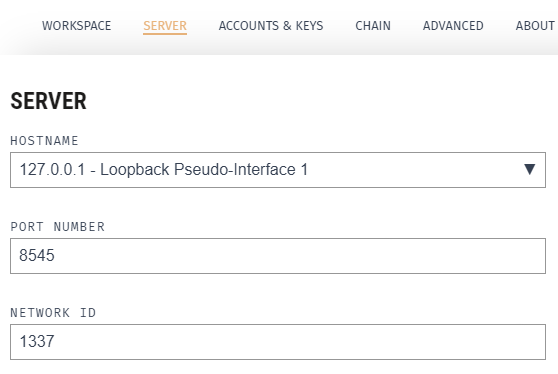 WORKSPACE SERVER ACCOUNTS & KEYS CHAIN ADVANCED ABOUT
SERVER
HOSTNAME
127.0.0.1 - Loopback Pseudo-Interface 1
PORT NUMBER
8545
NETWORK ID
1337